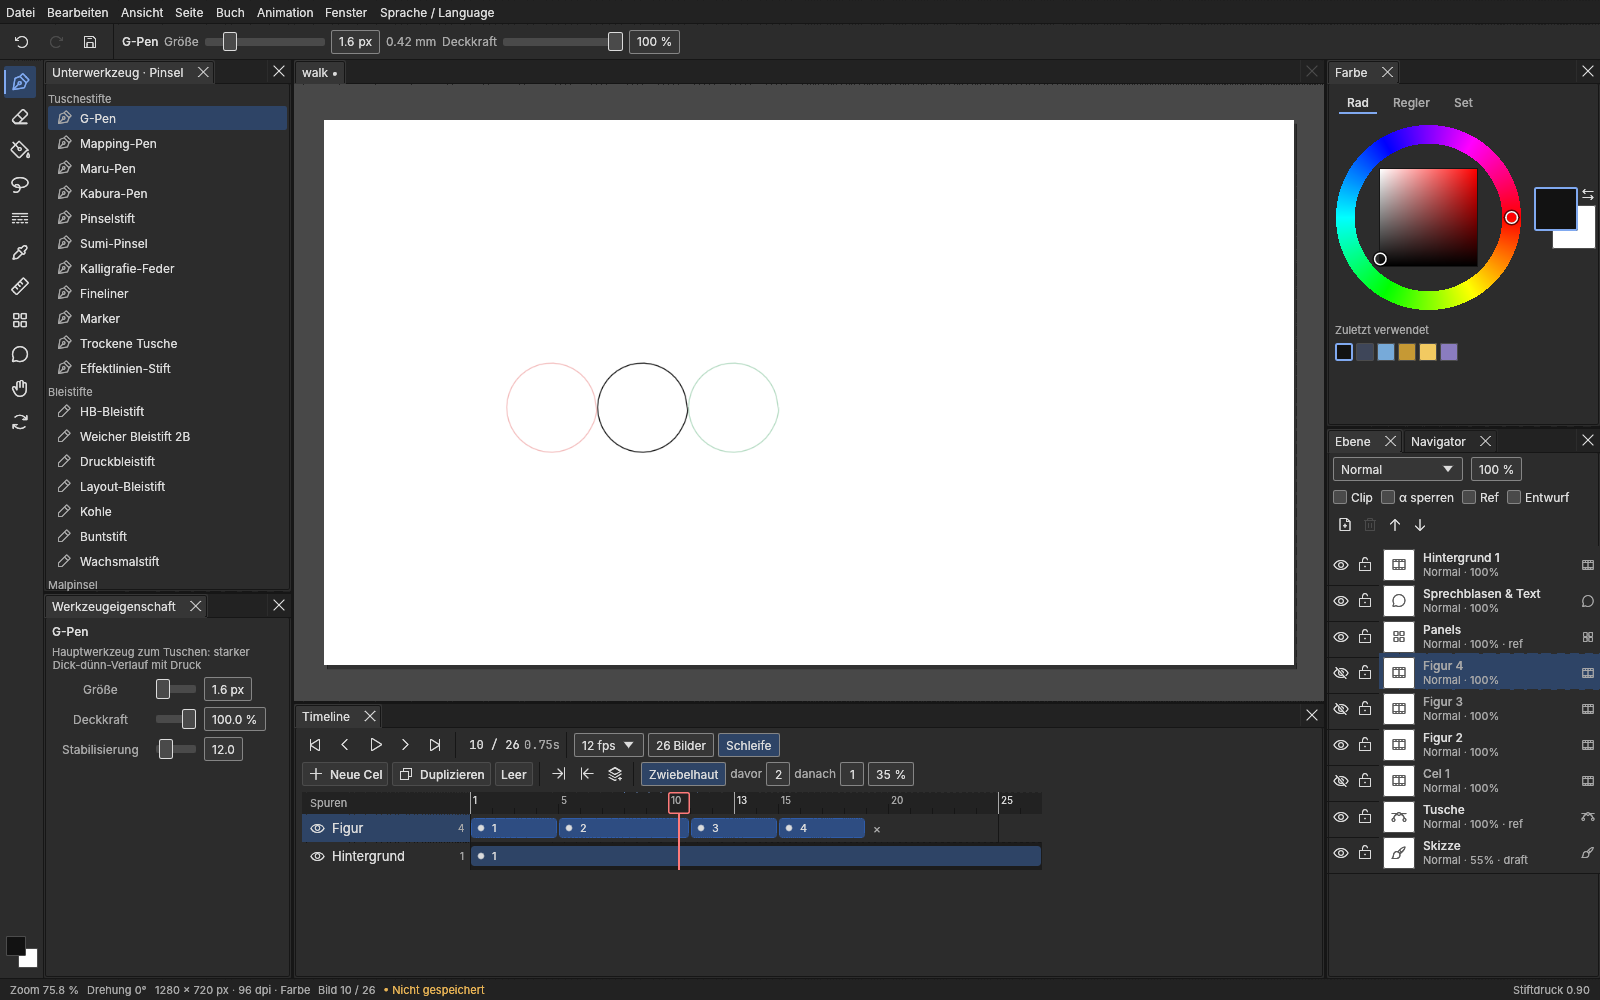 Datei Bearbeiten Ansicht Seite Buch Animation Fenster Sprache / Language
G-Pen Größe 1.6 px 0.42 mm Deckkraft 100 %
Unterwerkzeug · Pinsel
Tuschestifte
G-Pen
Mapping-Pen
Maru-Pen
Kabura-Pen
Pinselstift
Sumi-Pinsel
Kalligrafie-Feder
Fineliner
Marker
Trockene Tusche
Effektlinien-Stift
Bleistifte
HB-Bleistift
Weicher Bleistift 2B
Druckbleistift
Layout-Bleistift
Kohle
Buntstift
Wachsmalstift
Malpinsel
Werkzeugeigenschaft
G-Pen
Hauptwerkzeug zum Tuschen: starker
Dick-dünn-Verlauf mit Druck
Größe 1.6 px
Deckkraft 100.0 %
Stabilisierung 12.0
walk •
Timeline
10 / 26 0.75s 12 fps 26 Bilder Schleife
Neue Cel Duplizieren Leer Zwiebelhaut davor 2 danach 1 35 %
Spuren 1 5 10 13 15 20 25
Figur 4 1 2 3 4 ×
Hintergrund 1 1
Farbe
Rad Regler Set
Zuletzt verwendet
Ebene Navigator
Normal 100 %
Clip α sperren Ref Entwurf
Hintergrund 1
Normal · 100%
Sprechblasen & Text
Normal · 100%
Panels
Normal · 100% · ref
Figur 4
Normal · 100%
Figur 3
Normal · 100%
Figur 2
Normal · 100%
Cel 1
Normal · 100%
Tusche
Normal · 100% · ref
Skizze
Normal · 55% · draft
Zoom 75.8 % Drehung 0° 1280 × 720 px · 96 dpi · Farbe Bild 10 / 26 • Nicht gespeichert Stiftdruck 0.90